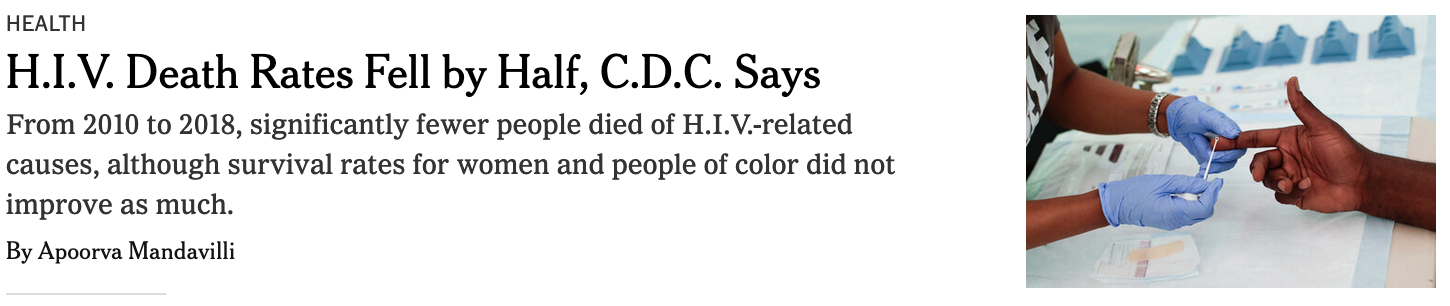 HEALTH
H.I.V. Death Rates Fell by Half, C.D.C. Says
From 2010 to 2018, significantly fewer people died of H.I.V.-related
causes, although survival rates for women and people of color did not
improve as much.
By Apoorva Mandavilli